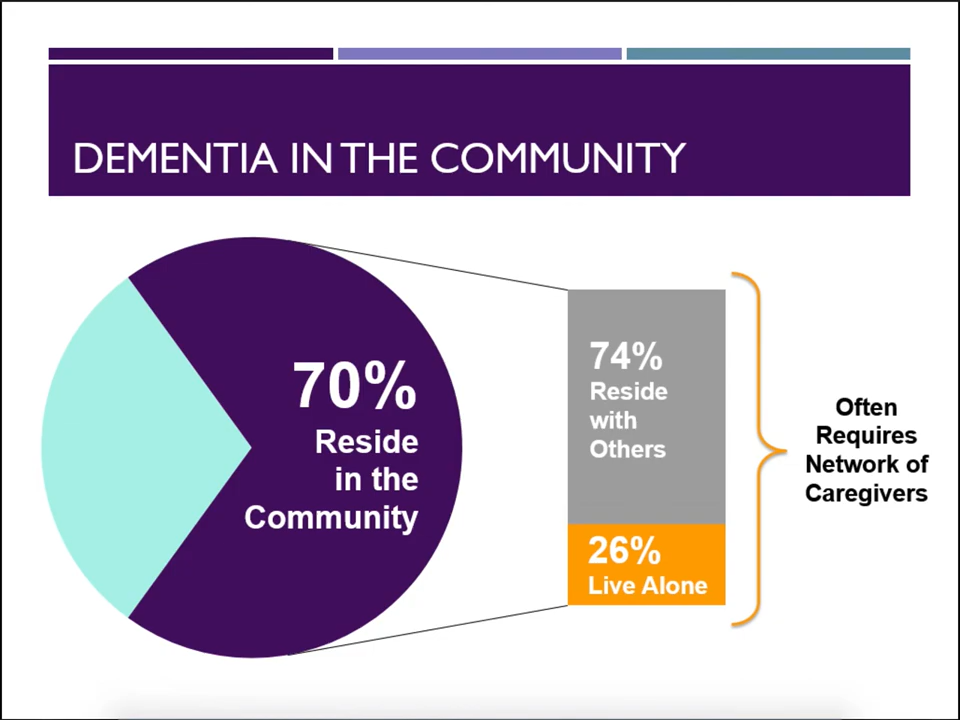 DEMENTIA IN THE COMMUNITY
70%
Reside
in the
Community
74%
Reside
with
Others
26%
Live Alone
Often
Requires
Network of
Caregivers